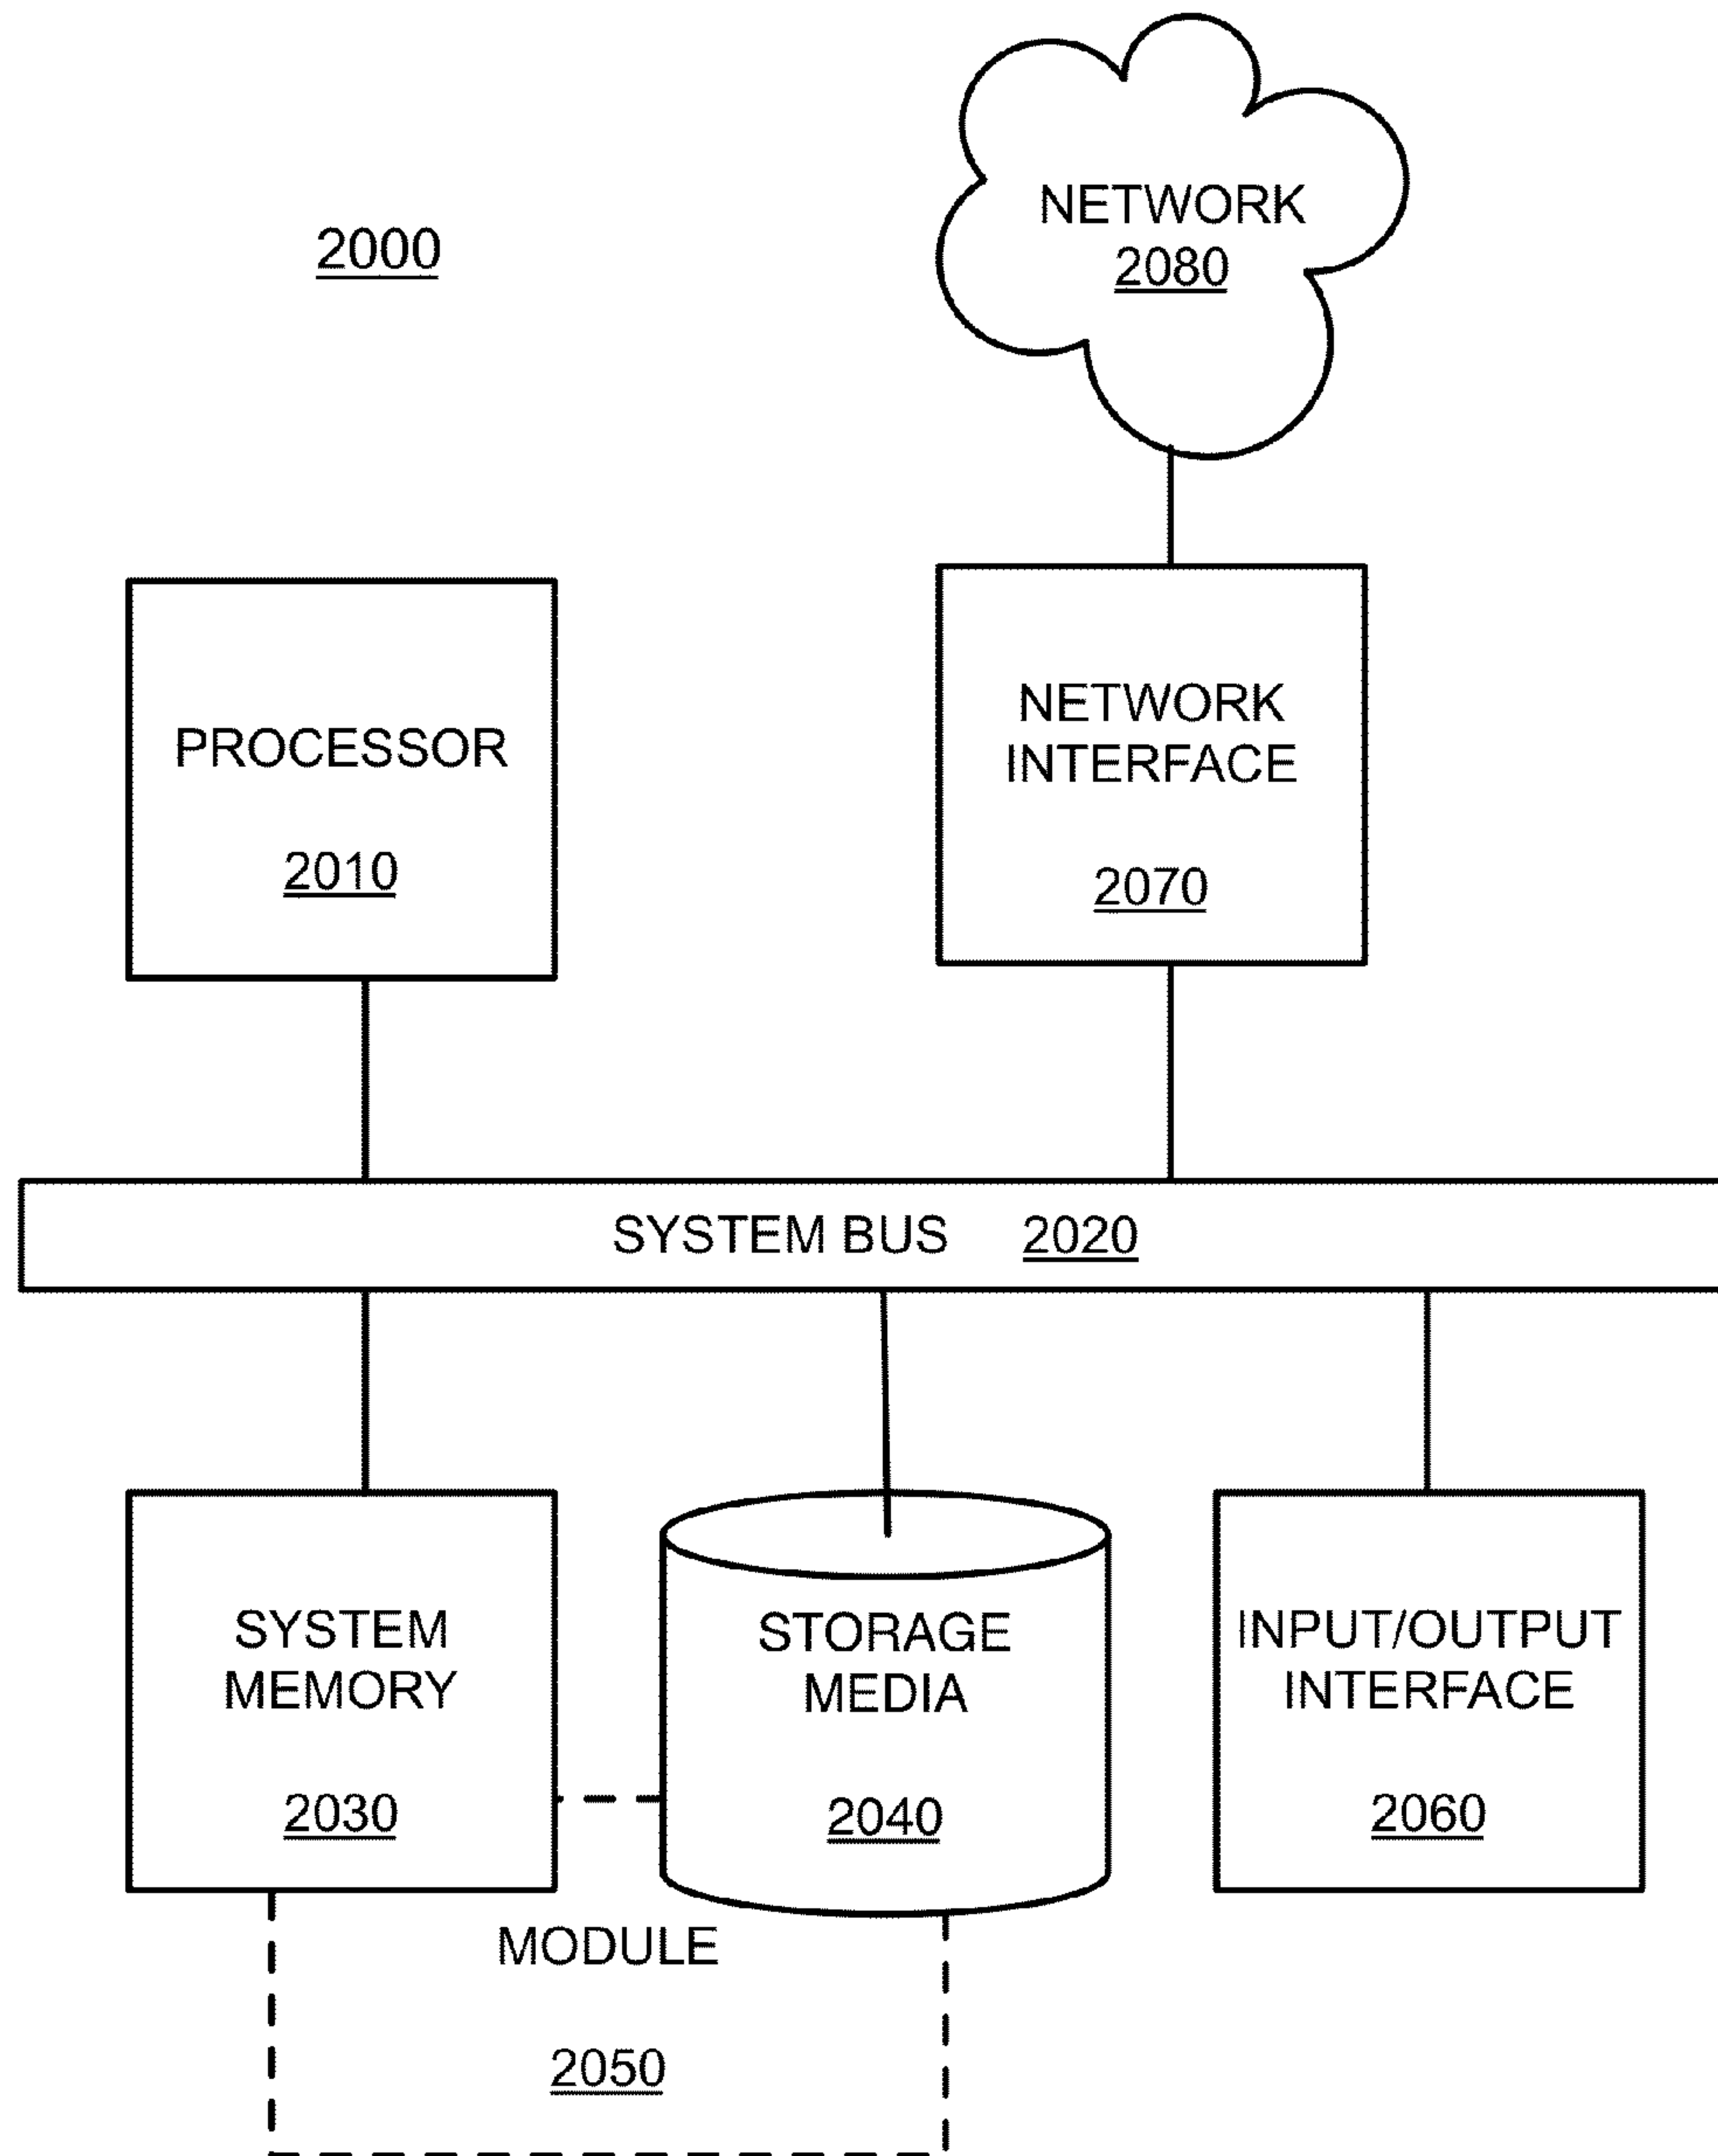 2000
NETWORK
2080
PROCESSOR
2010
NETWORK
INTERFACE
2070
SYSTEM BUS 2020
SYSTEM
MEMORY
2030
STORAGE
MEDIA
2040
INPUT/OUTPUT
INTERFACE
2060
MODULE
2050